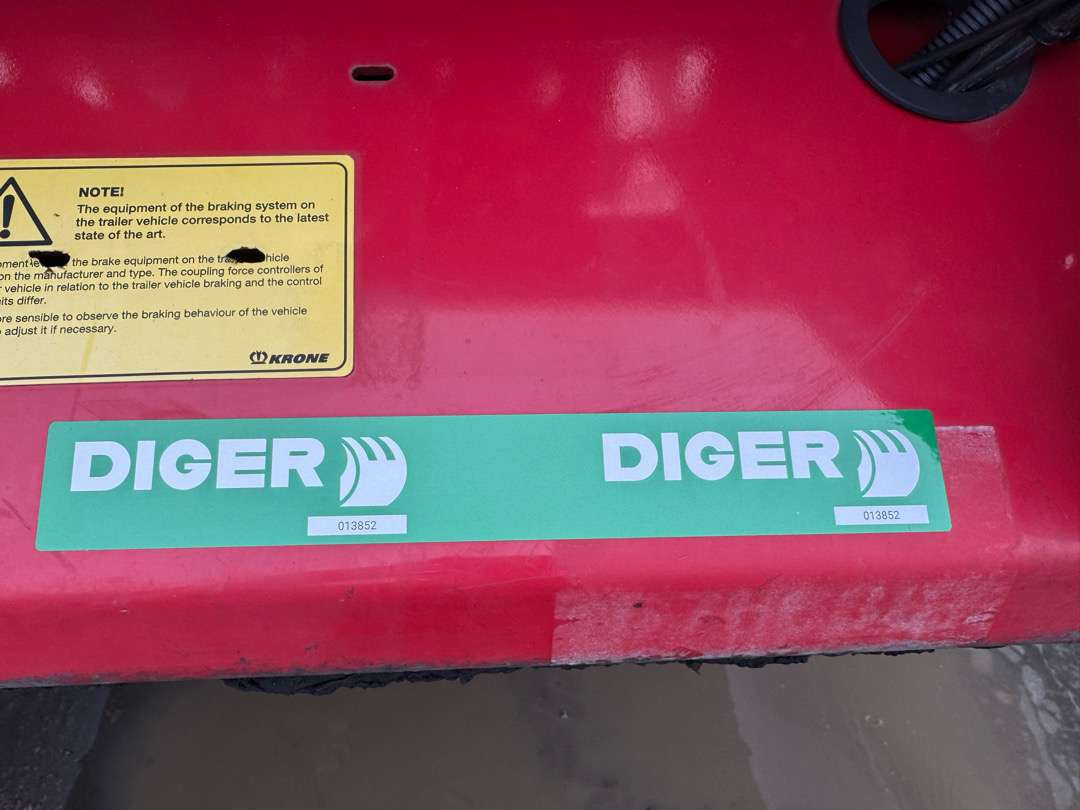 NOTE!
The equipment of the braking system on
the trailer vehicle corresponds to the latest
state of the art.
the brake equipment on the
on the manufacturer and type. The coupling force controllers of
vehicle in relation to the trailer vehicle braking and the control
differ.
sensible to observe the braking behaviour of the vehicle
adjust it if necessary.
KRONE
DIGER
013852
DIGER
013852